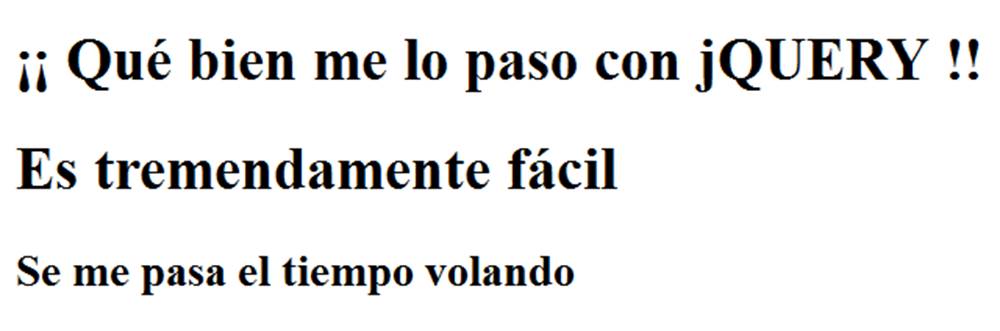 ¡¡ Qué bien me lo paso con jQUERY !!
Es tremendamente fácil
Se me pasa el tiempo volando